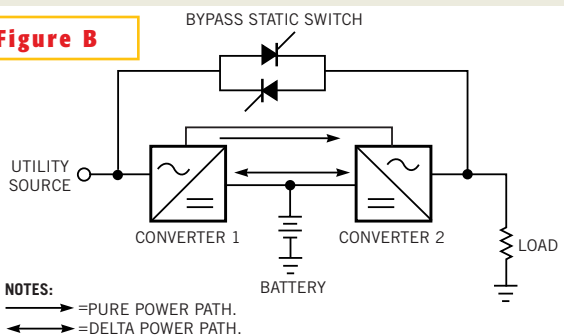 Figure B
BYPASS STATIC SWITCH
UTILITY
SOURCE
CONVERTER 1
CONVERTER 2
BATTERY
LOAD
NOTES:
=PURE POWER PATH.
=DELTA POWER PATH.